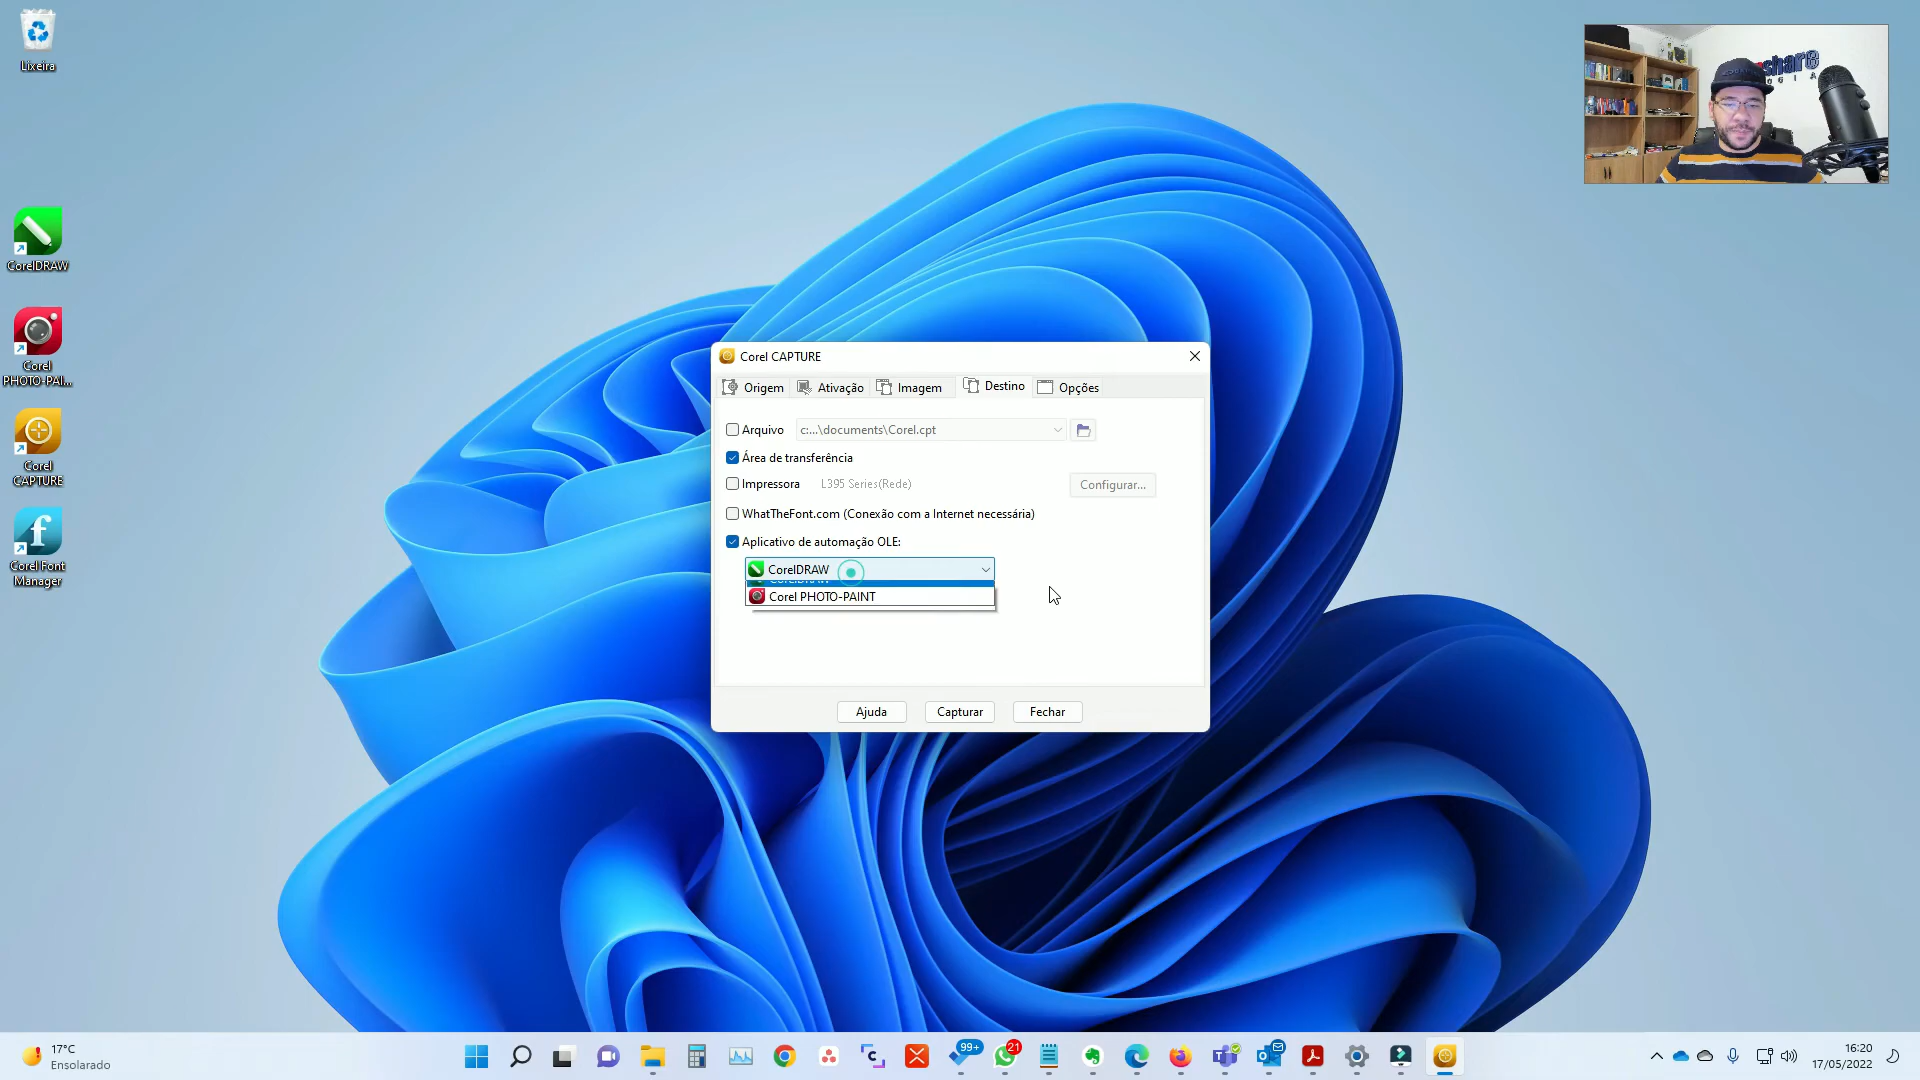 Lixeira
CorelDRAW
Corel
PHOTO-PAI...
Corel
CAPTURE
Corel Font
Manager
Corel CAPTURE
Origem
Ativação
Imagem
Destino
Opções
Arquivo
c:...\documents\Corel.cpt
Área de transferência
Impressora
L395 Series(Rede)
Configurar...
WhatTheFont.com (Conexão com a Internet necessária)
Aplicativo de automação OLE:
CorelDRAW
CorelDRAW
Corel PHOTO-PAINT
Ajuda
Capturar
Fechar
17°C
Ensolarado
99+
21
16:20
17/05/2022